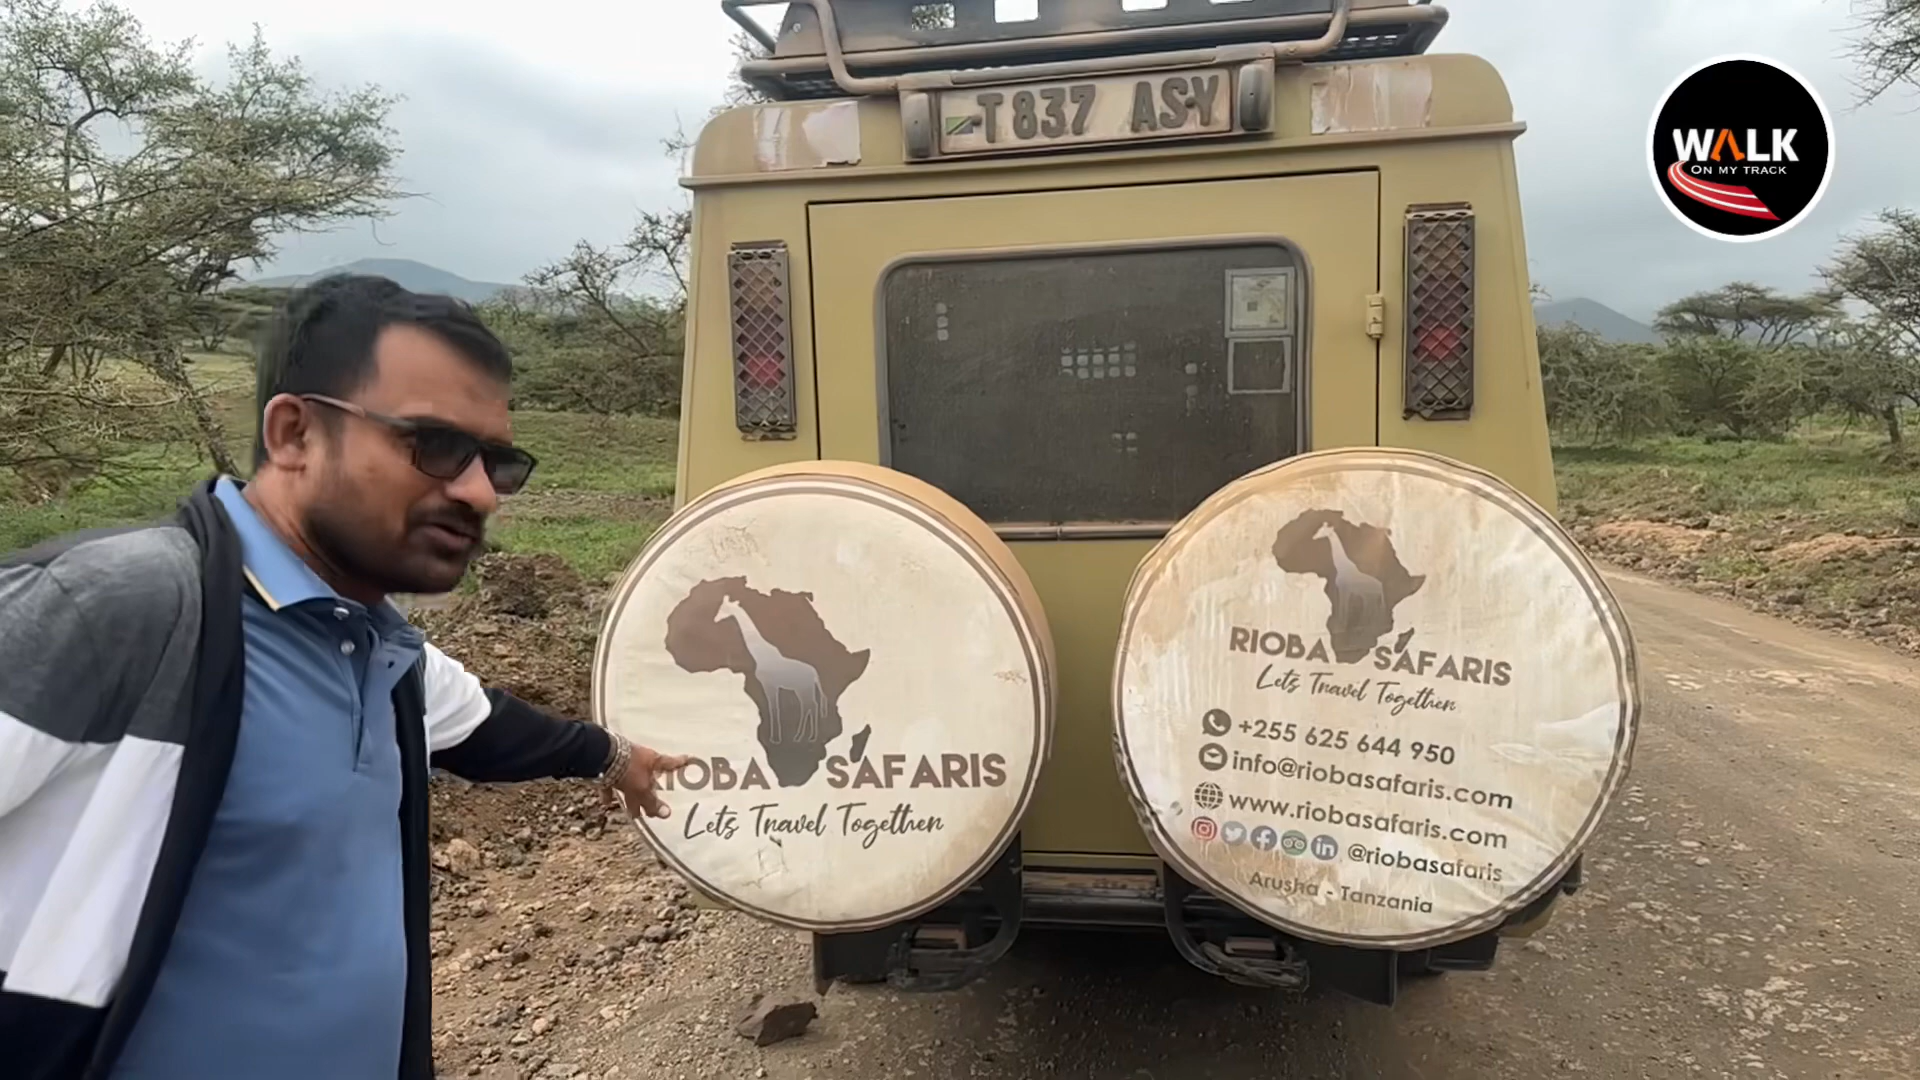 T 837 ASY
WALK
ON MY TRACK
RIOBA SAFARIS
Lets Travel Together
RIOBA SAFARIS
Lets Travel Together
+255 625 644 950
info@riobasafaris.com
www.riobasafaris.com
@riobasafaris
Arusha - Tanzania